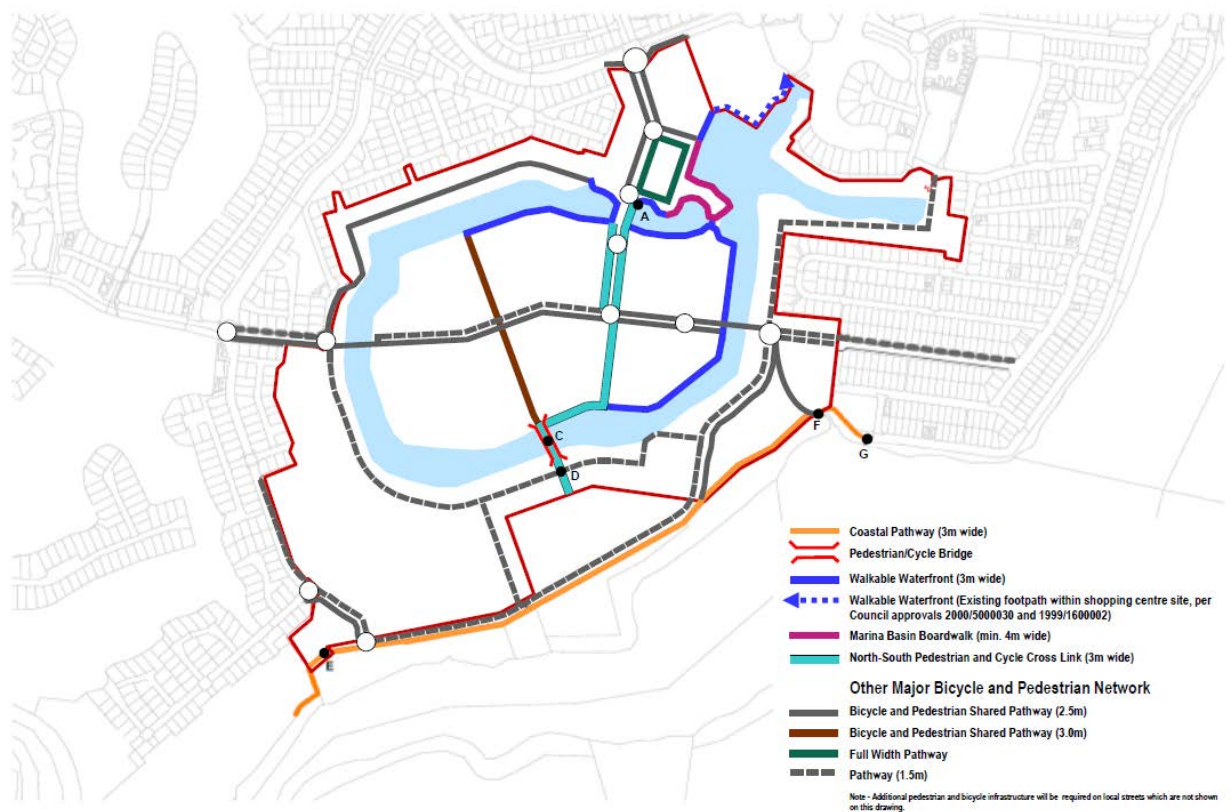 A
C
D
F
G
E
Coastal Pathway (3m wide)
Pedestrian/Cycle Bridge
Walkable Waterfront (3m wide)
Walkable Waterfront (Existing footpath within shopping centre site, per
Council approvals 2000/5000030 and 1999/1600002)
Marina Basin Boardwalk (min. 4m wide)
North-South Pedestrian and Cycle Cross Link (3m wide)
Other Major Bicycle and Pedestrian Network
Bicycle and Pedestrian Shared Pathway (2.5m)
Bicycle and Pedestrian Shared Pathway (3.0m)
Full Width Pathway
Pathway (1.5m)
Note - Additional pedestrian and bicycle infrastructure will be required on local streets which are not shown
on this drawing.